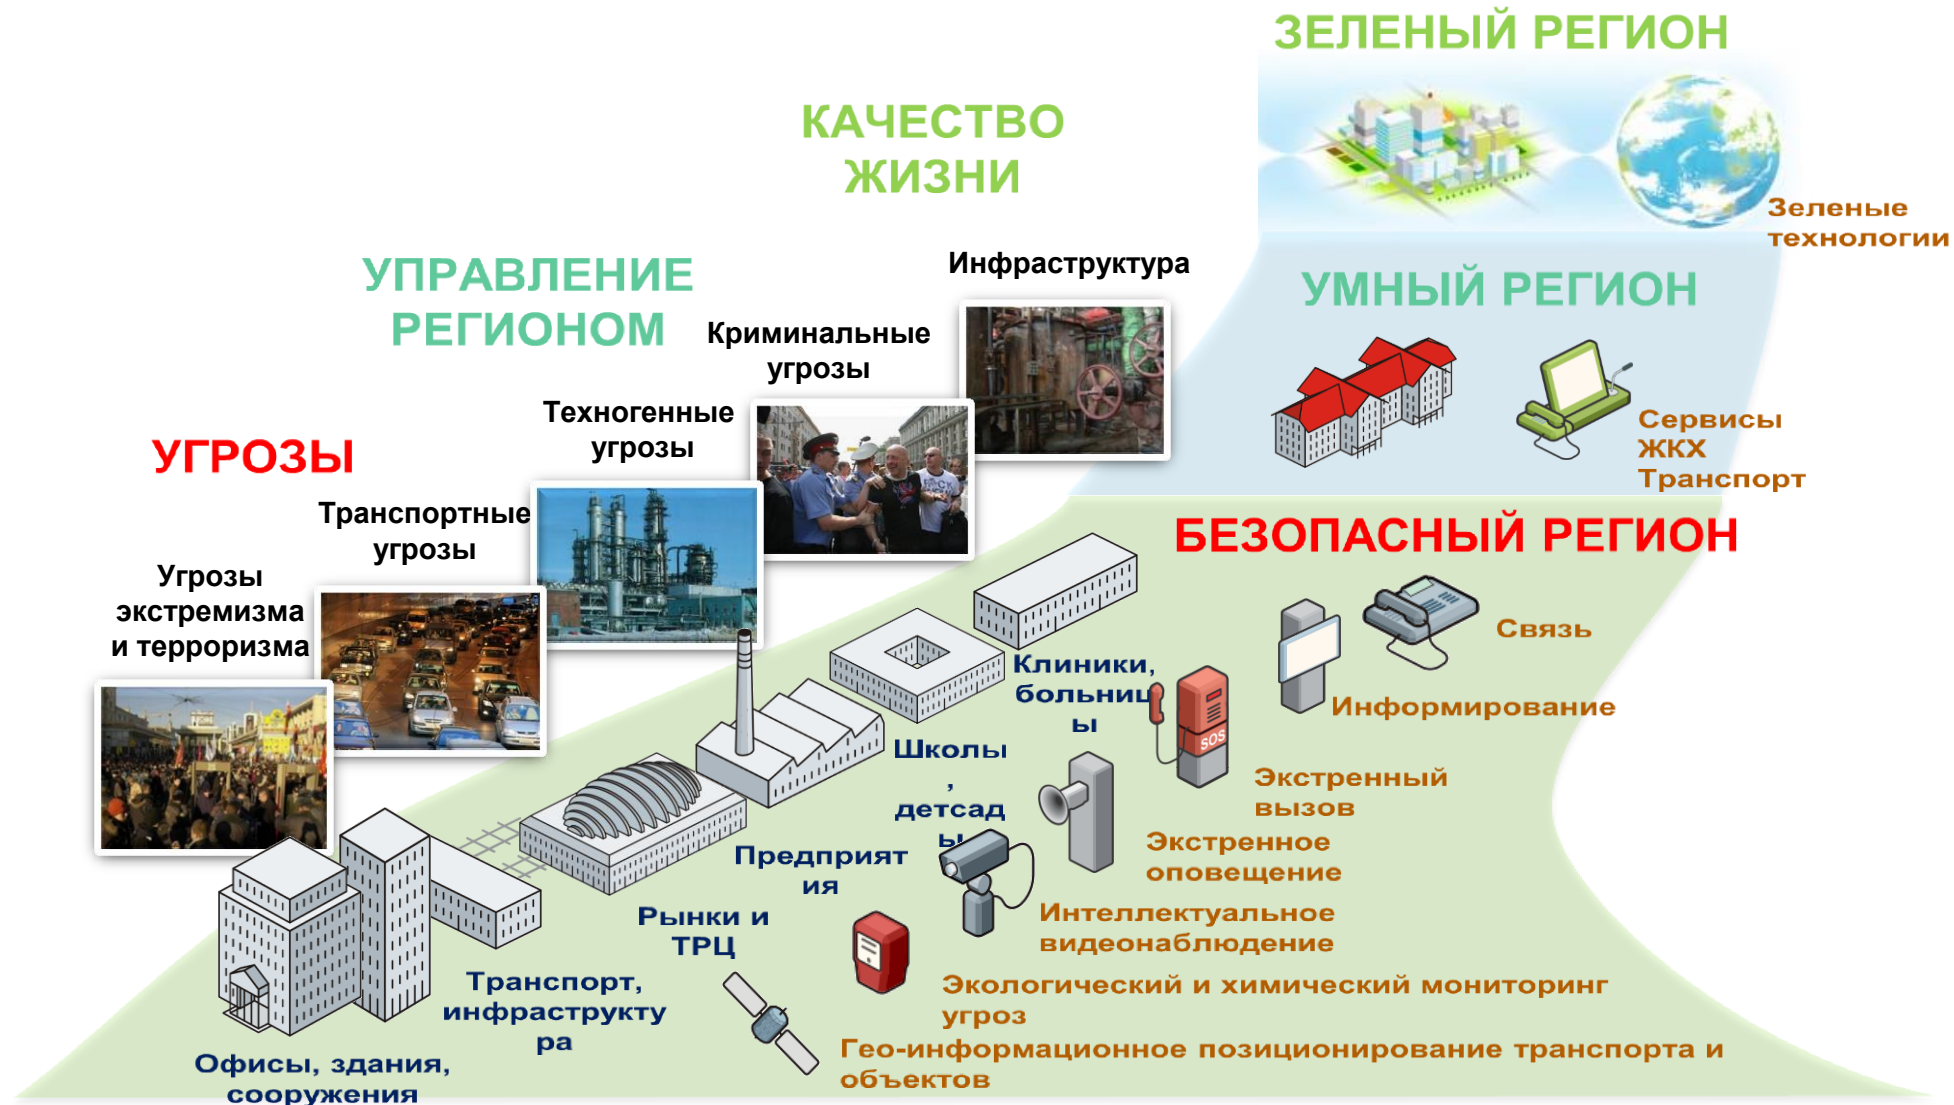 ЗЕЛЕНЫЙ РЕГИОН
КАЧЕСТВО
ЖИЗНИ
Зеленые
технологии
УПРАВЛЕНИЕ
РЕГИОНОМ
Инфраструктура
УМНЫЙ РЕГИОН
Криминальные
угрозы
Техногенные
угрозы
Сервисы
ЖКХ
Транспорт
УГРОЗЫ
Транспортные
угрозы
БЕЗОПАСНЫЙ РЕГИОН
Угрозы
экстремизма
и терроризма
Связь
Клиники,
больниц
ы
Информирование
SOS
Школы
,
детсад
ы
Экстренный
вызов
Экстренное
оповещение
Предприят
ия
Рынки и
ТРЦ
Интеллектуальное
видеонаблюдение
Транспорт,
инфраструкту
ра
Экологический и химический мониторинг
угроз
Гео-информационное позиционирование транспорта и
объектов
Офисы, здания,
сооружения